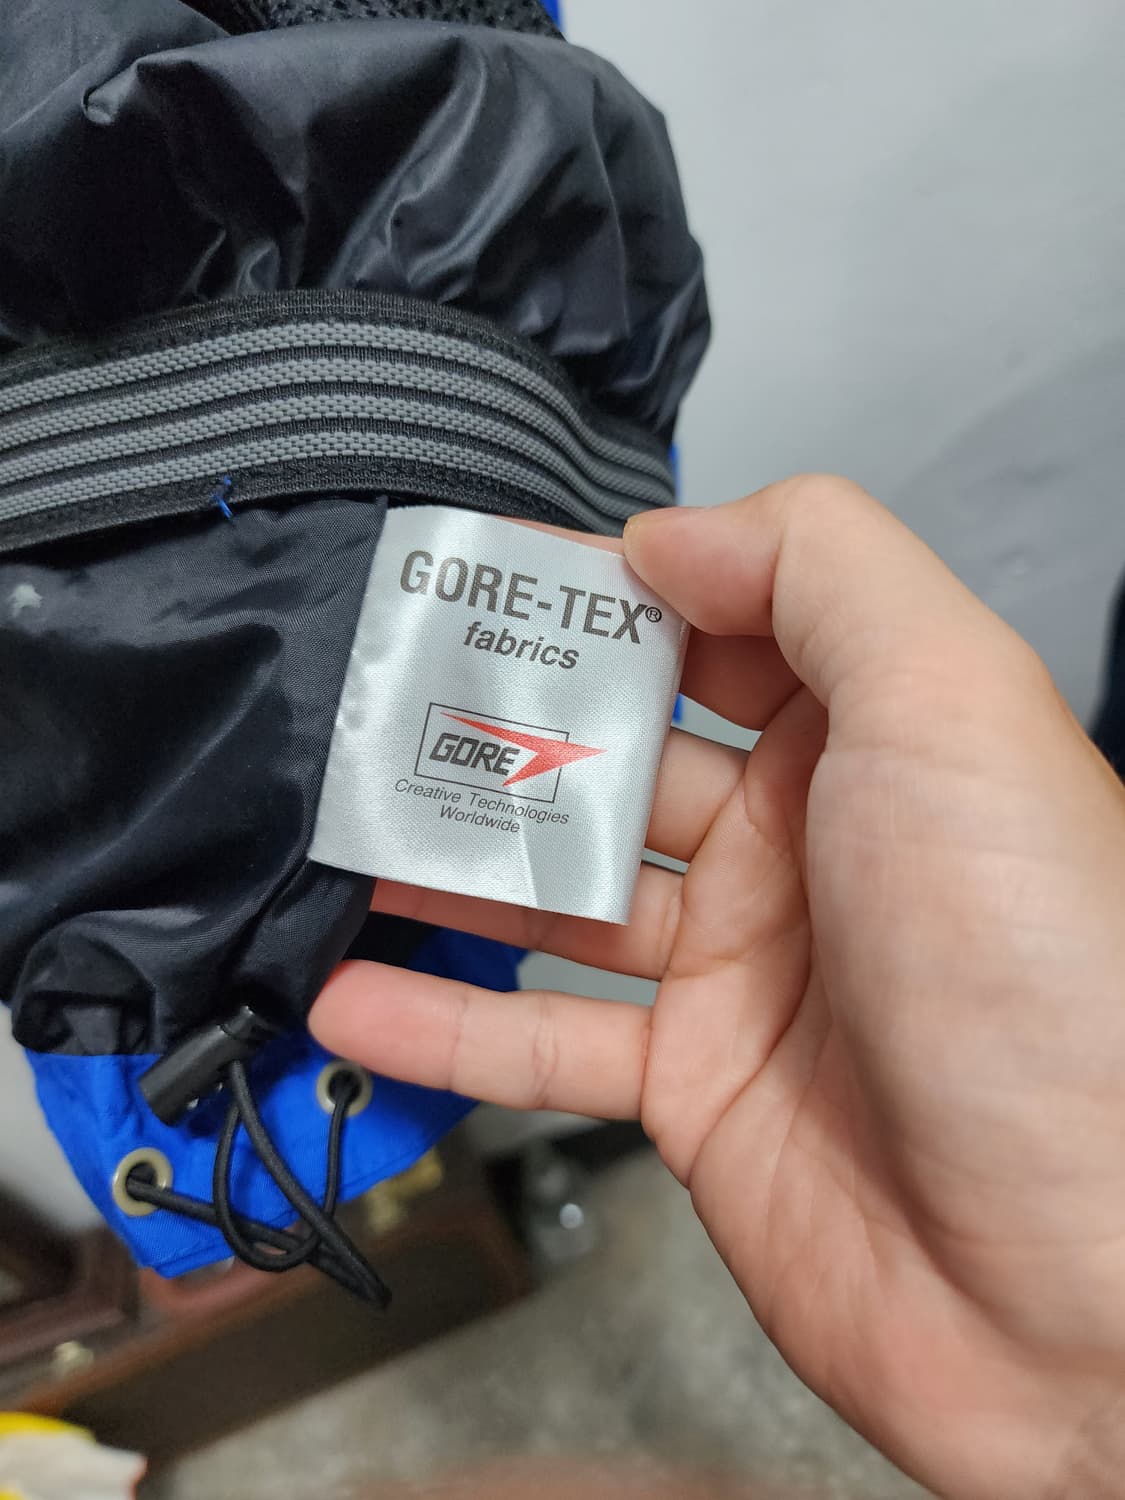 GORE-TEX®
fabrics
GORE
Creative Technologies
Worldwide